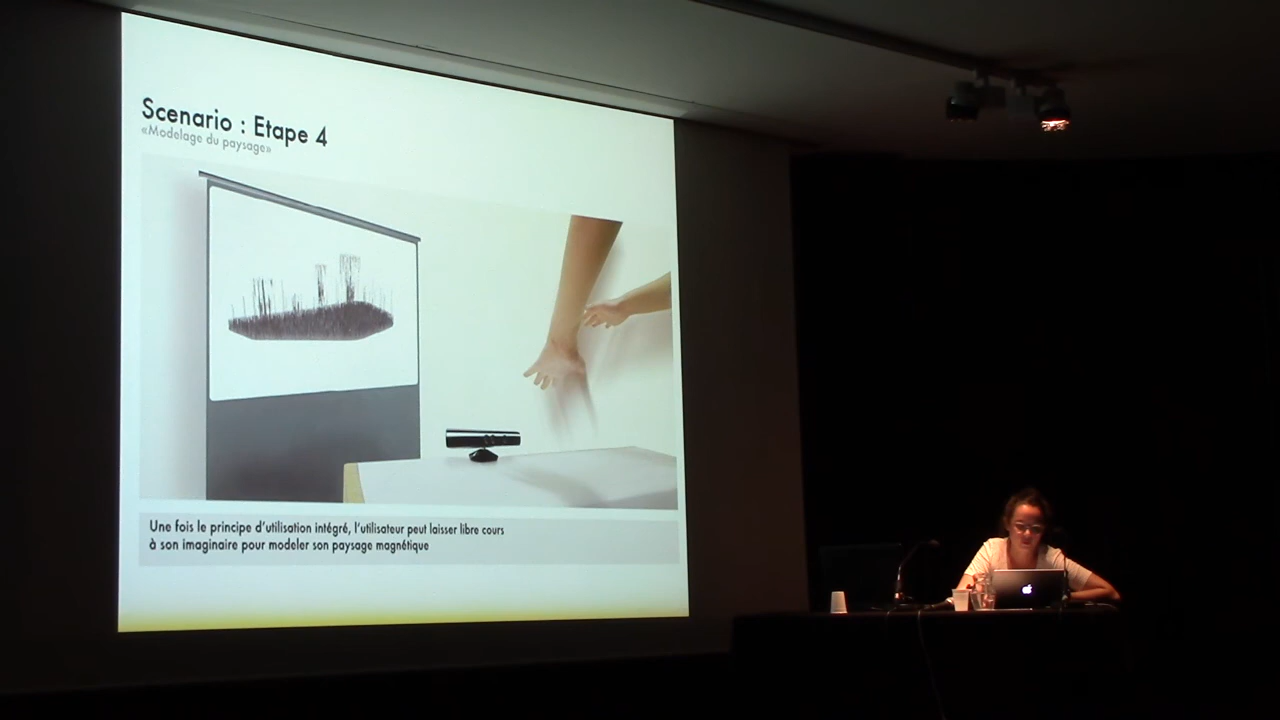 Scenario : Etape 4
«Modelage du paysage»
Une fois le principe d'utilisation intégré, l'utilisateur peut laisser libre cours
à son imaginaire pour modeler son paysage magnétique